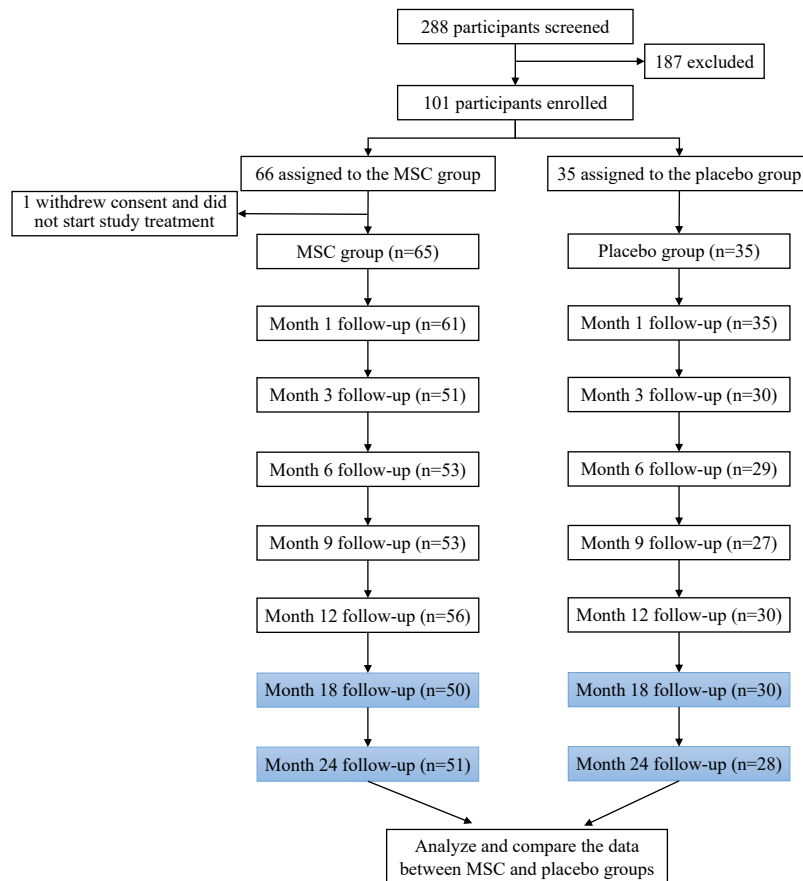 288 participants screened
187 excluded
101 participants enrolled
66 assigned to the MSC group
35 assigned to the placebo group
1 withdrew consent and did
not start study treatment
MSC group (n=65)
Placebo group (n=35)
Month 1 follow-up (n=61)
Month 1 follow-up (n=35)
Month 3 follow-up (n=51)
Month 3 follow-up (n=30)
Month 6 follow-up (n=53)
Month 6 follow-up (n=29)
Month 9 follow-up (n=53)
Month 9 follow-up (n=27)
Month 12 follow-up (n=56)
Month 12 follow-up (n=30)
Month 18 follow-up (n=50)
Month 18 follow-up (n=30)
Month 24 follow-up (n=51)
Month 24 follow-up (n=28)
Analyze and compare the data
between MSC and placebo groups